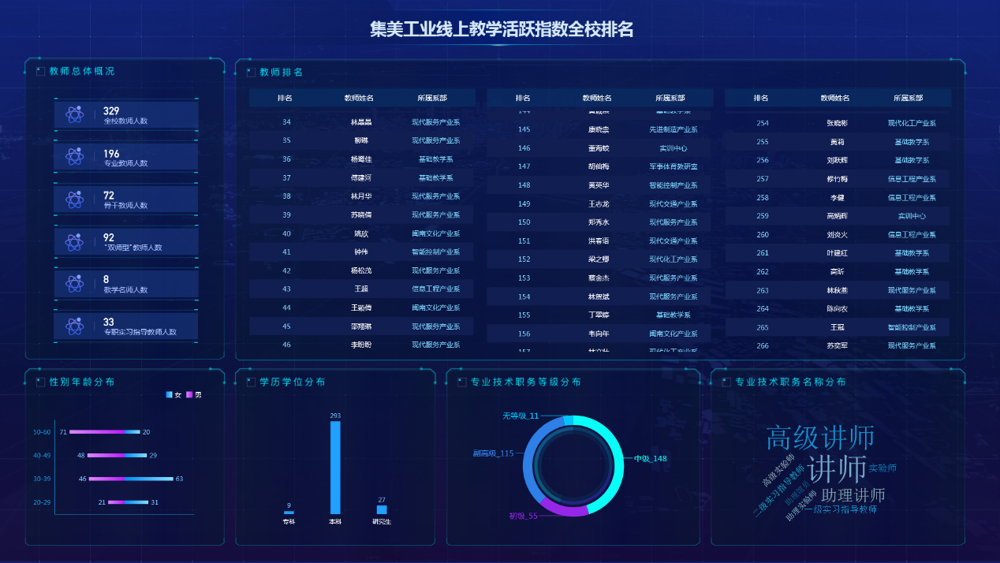 集美工业线上教学活跃指数全校排名
教师总体概况
329
全校教师人数
196
专业教师人数
72
骨干教师人数
92
"双师型"教师人数
8
教学名师人数
33
专职实习指导教师人数
教师排名
排名 教师姓名 所属系部
34 林晶晶 现代服务产业系
35 柳琳 现代服务产业系
36 杨璐佳 基础教学系
37 傅建河 基础教学系
38 林月华 现代服务产业系
39 苏晓倩 现代服务产业系
40 姚欣 闽南文化产业系
41 钟伟 智能控制产业系
42 杨松茂 现代服务产业系
43 王超 信息工程产业系
44 王颖倩 闽南文化产业系
45 邵翔琳 现代服务产业系
46 李盼盼 现代服务产业系
排名 教师姓名 所属系部
145 康晓崇 先进制造产业系
146 董海蛟 实训中心
147 胡仙梅 军事体育教研室
148 黄英华 智能控制产业系
149 王志龙 现代交通产业系
150 郑秀水 现代服务产业系
151 洪春语 现代交通产业系
152 梁之卿 现代化工产业系
153 蔡金杰 现代服务产业系
154 林贺斌 现代服务产业系
155 丁翠婷 基础教学系
156 韦向年 闽南文化产业系
157
排名 教师姓名 所属系部
254 张晓彬 现代化工产业系
255 黄莉 基础教学系
256 刘跃辉 基础教学系
257 修竹梅 信息工程产业系
258 李健 信息工程产业系
259 高炳辉 实训中心
260 刘炎火 信息工程产业系
261 叶建红 基础教学系
262 高昕 基础教学系
263 林秋燕 现代服务产业系
264 陈向农 基础教学系
265 王冠 智能控制产业系
266 苏奕军 现代服务产业系
性别年龄分布
女 男
50-60 71 20
40-49 48 29
30-39 46 63
20-29 21 31
学历学位分布
293
9
27
专科 本科 研究生
专业技术职务等级分布
无等级_11
副高级_115
中级_148
初级_55
专业技术职务名称分布
高级讲师
讲师
实验师
高级实验师
二级实习指导教师
助理馆员
助理讲师
助理实验师
一级实习指导教师